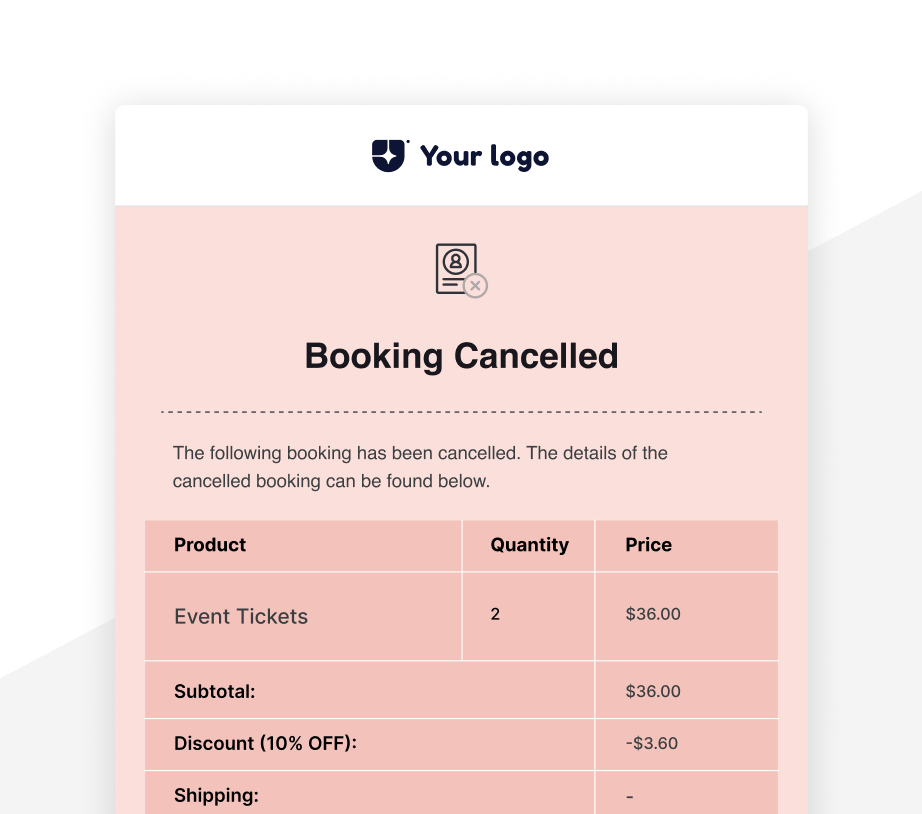 Your logo
Booking Cancelled
The following booking has been cancelled. The details of the
cancelled booking can be found below.
Product Quantity Price
Event Tickets 2 $36.00
Subtotal: $36.00
Discount (10% OFF): -$3.60
Shipping: -